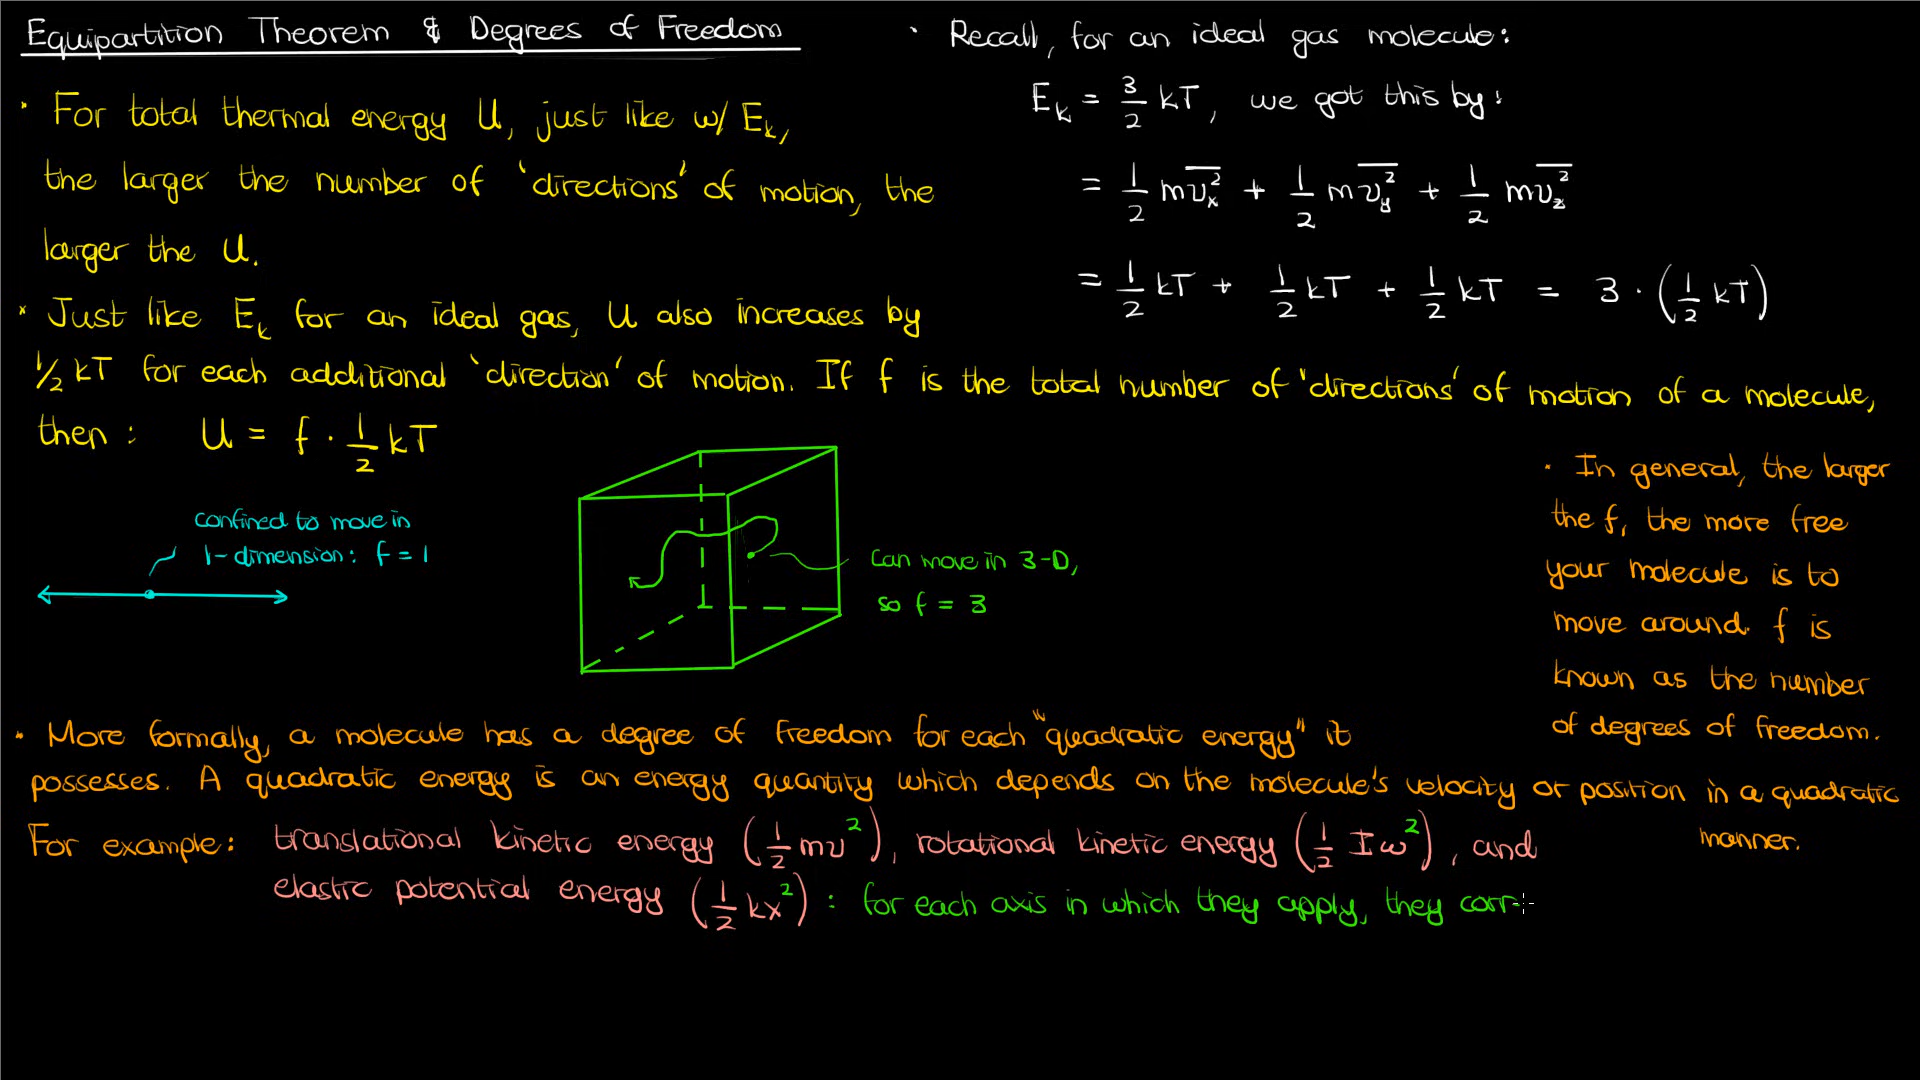 Equipartition Theorem & Degrees of Freedom
· For total thermal energy U, just like w/ Eₖ,
the larger the number of 'directions' of motion, the
larger the U.
· Recall, for an ideal gas molecule:
Eₖ = 3/2 kT, we got this by:
= 1/2 m v̅ₓ² + 1/2 m v̅ᵧ² + 1/2 m v̅_z²
= 1/2 kT + 1/2 kT + 1/2 kT = 3 · (1/2 kT)
· Just like Eₖ for an ideal gas, U also increases by
1/2 kT for each additional 'direction' of motion. If f is the total number of 'directions' of motion of a molecule,
then: U = f · 1/2 kT
confined to move in
1-dimension: f = 1
can move in 3-D,
so f = 3
· In general, the larger
the f, the more free
your molecule is to
move around. f is
known as the number
of degrees of freedom.
· More formally, a molecule has a degree of freedom for each "quadratic energy" it
possesses. A quadratic energy is an energy quantity which depends on the molecule's velocity or position in a quadratic
manner.
For example: translational kinetic energy (1/2 mv²), rotational kinetic energy (1/2 Iω²), and
elastic potential energy (1/2 kx²): for each axis in which they apply, they corr